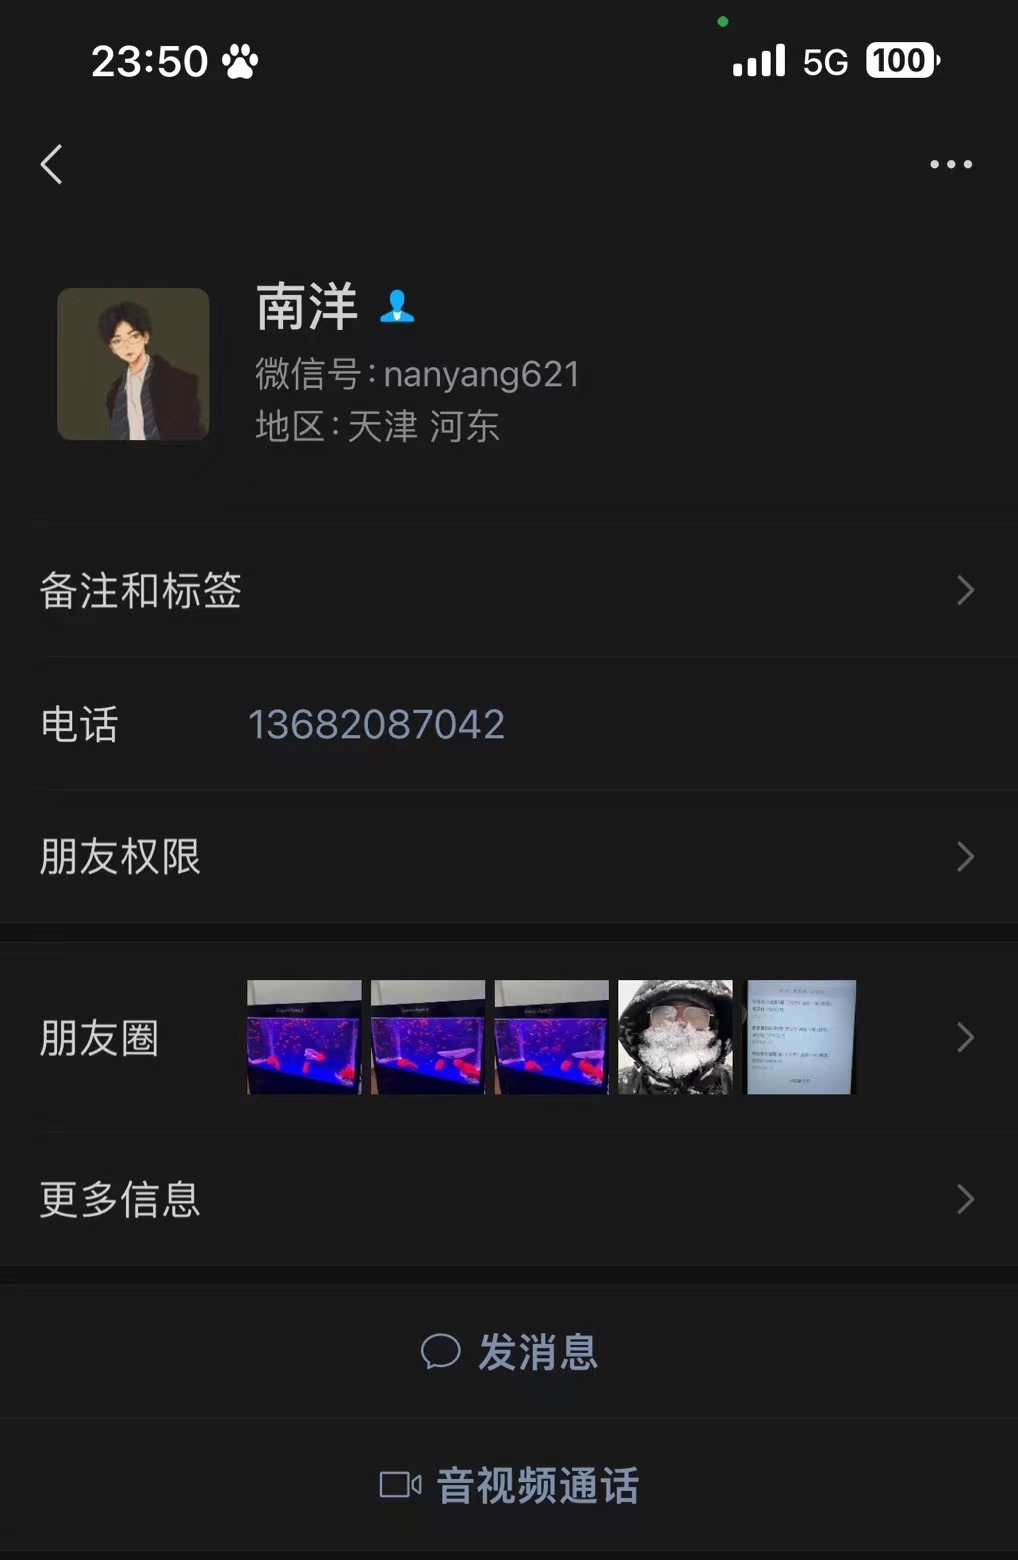 23:50
5G 100
南洋
微信号:nanyang621
地区:天津 河东
备注和标签
电话 13682087042
朋友权限
朋友圈
更多信息
发消息
音视频通话